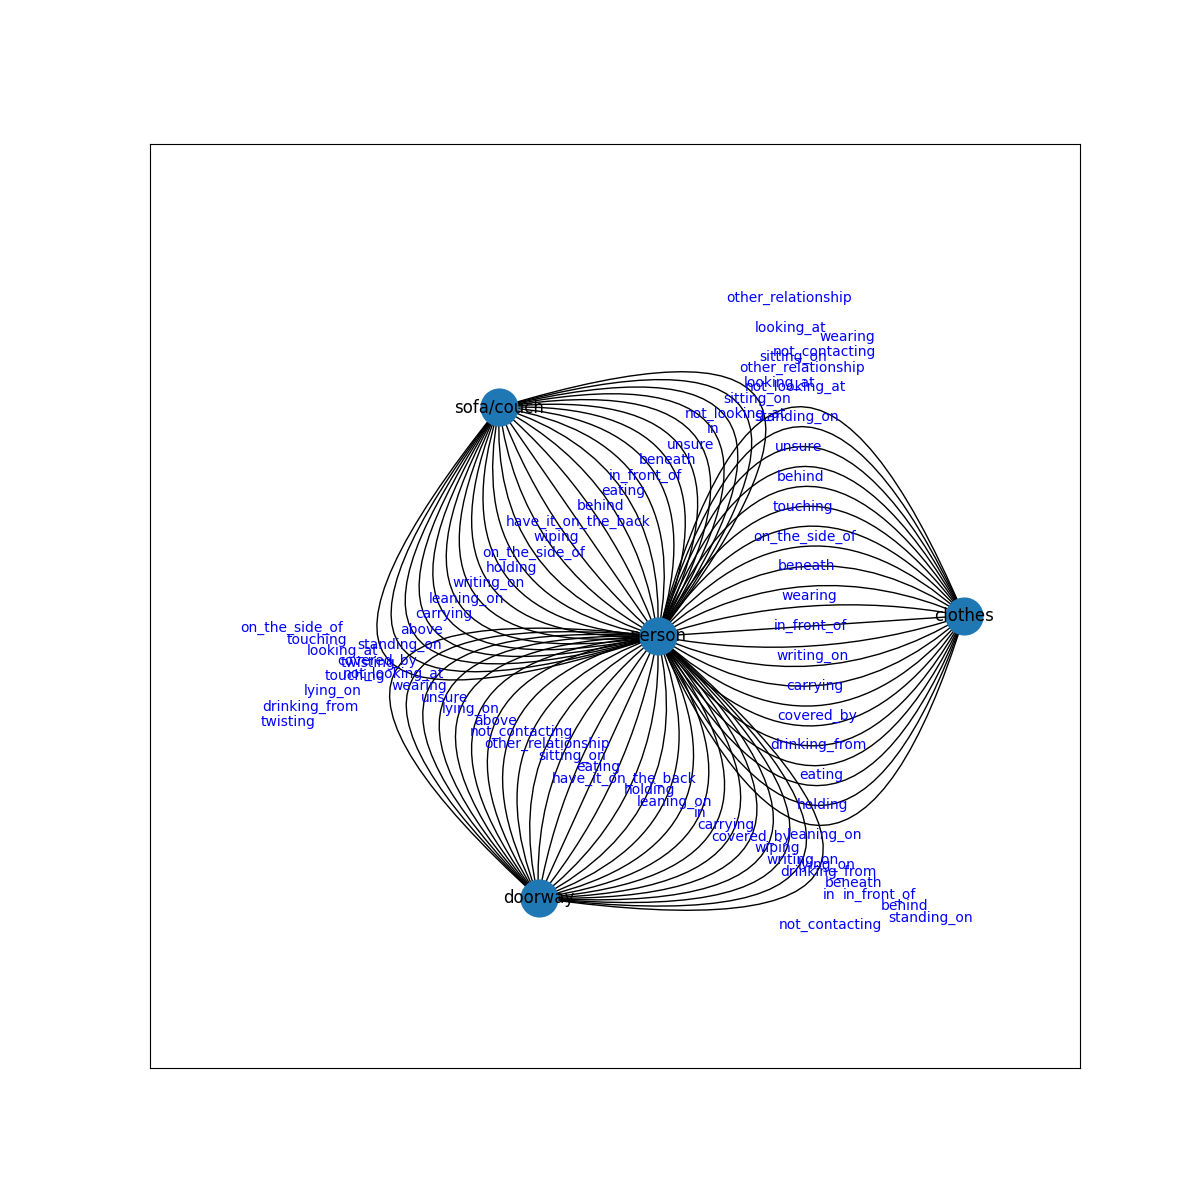 other_relationship
looking_at
wearing
not_contacting
sitting_on
other_relationship
looking_at
not_looking_at
sitting_on
sofa/couch
not_looking_at
standing_on
in
unsure
unsure
beneath
in_front_of
behind
eating
behind
touching
have_it_on_the_back
wiping
on_the_side_of
on_the_side_of
beneath
holding
writing_on
wearing
leaning_on
carrying
clothes
in_front_of
above
on_the_side_of
person
touching
standing_on
looking_at
writing_on
covered_by
twisting
not_looking_at
touching
wearing
carrying
lying_on
unsure
drinking_from
lying_on
covered_by
twisting
above
not_contacting
other_relationship
drinking_from
sitting_on
eating
eating
have_it_on_the_back
holding
leaning_on
holding
in
carrying
covered_by
leaning_on
wiping
writing_on
lying_on
drinking_from
beneath
in
in_front_of
doorway
behind
standing_on
not_contacting